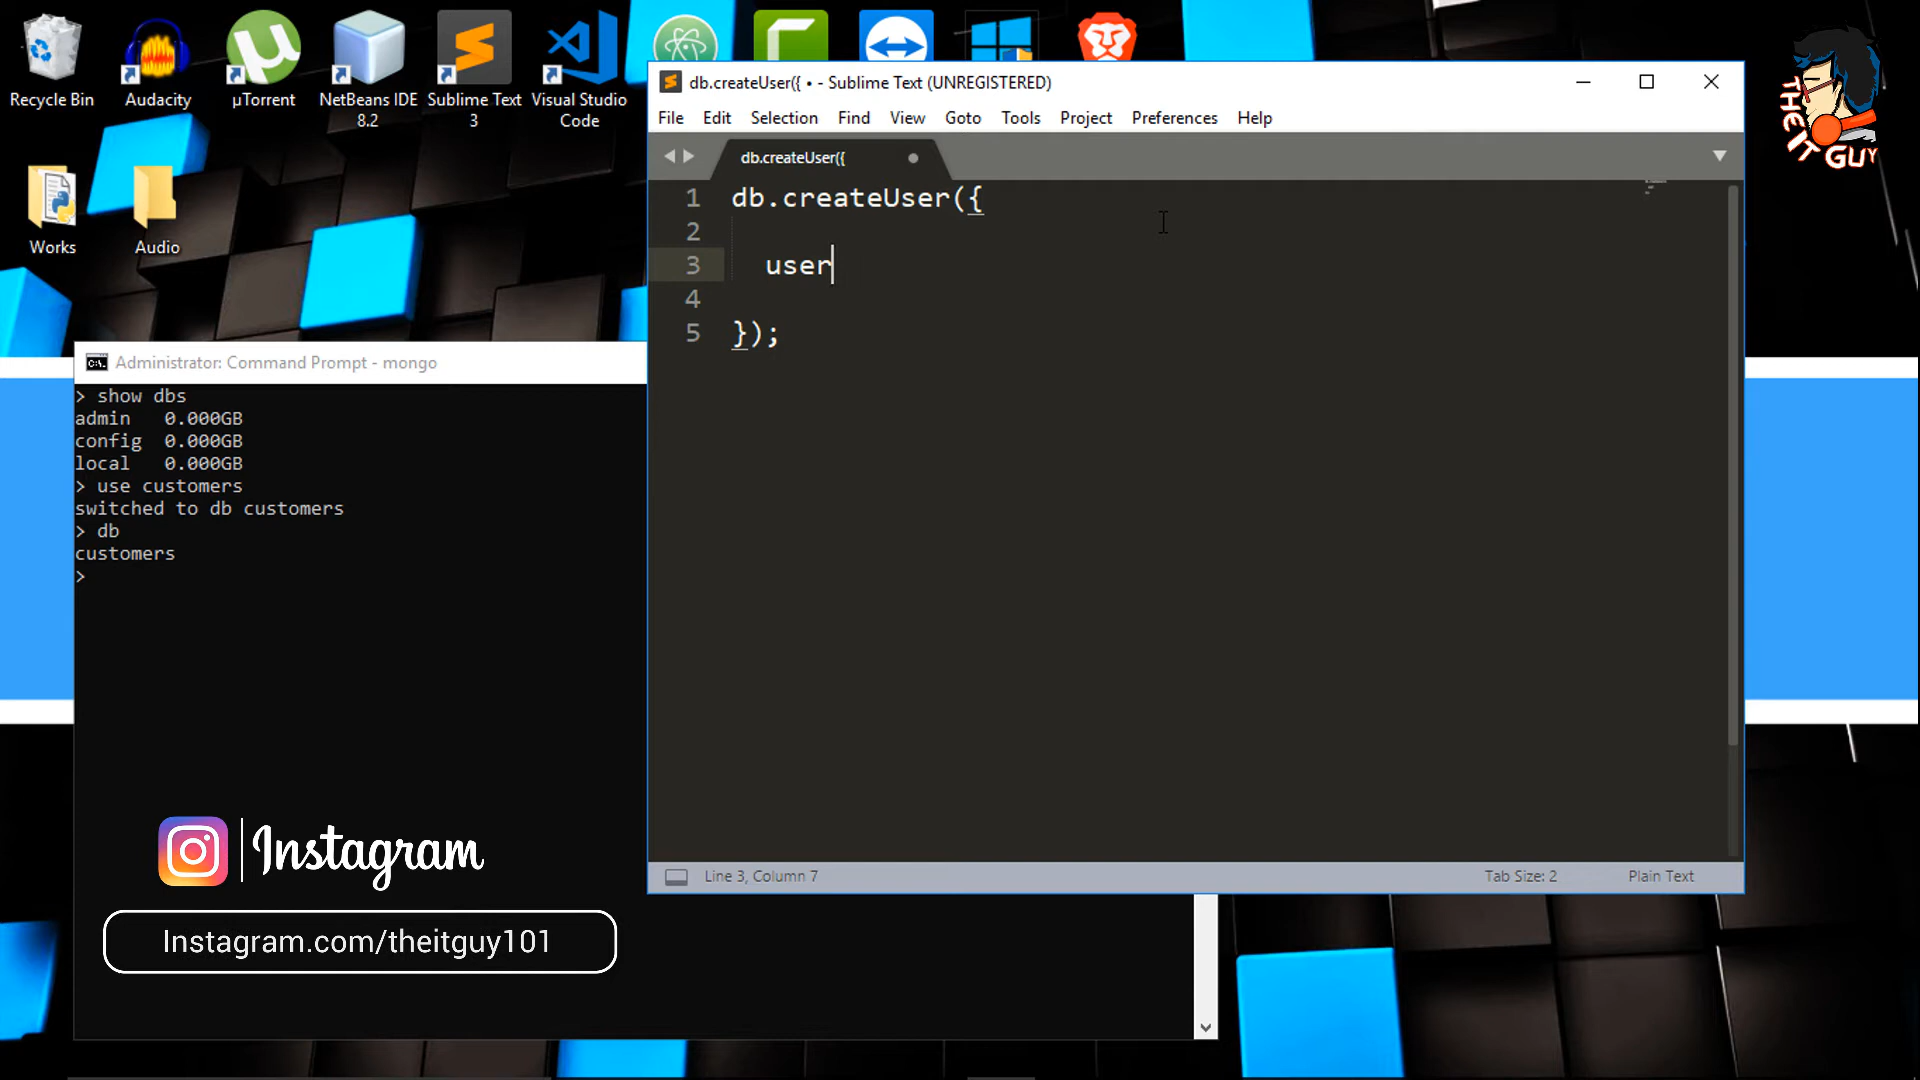 Recycle Bin
Audacity
µTorrent
NetBeans IDE 8.2
Sublime Text 3
Visual Studio Code
Works
Audio
THE IT GUY
db.createUser({ • - Sublime Text (UNREGISTERED)
File Edit Selection Find View Goto Tools Project Preferences Help
db.createUser({
1 db.createUser({
2
3 user
4
5 });
Line 3, Column 7
Tab Size: 2
Plain Text
Administrator: Command Prompt - mongo
> show dbs
admin 0.000GB
config 0.000GB
local 0.000GB
> use customers
switched to db customers
> db
customers
>
Instagram
Instagram.com/theitguy101